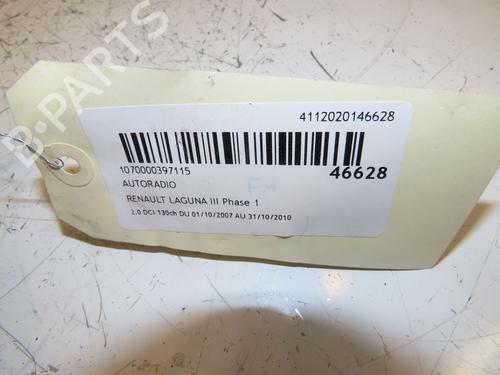 4112020146628
1070000397115
46628
AUTORADIO
RENAULT LAGUNA III Phase 1
2.0 DCI 130ch DU 01/10/2007 AU 31/10/2010
B-PARTS